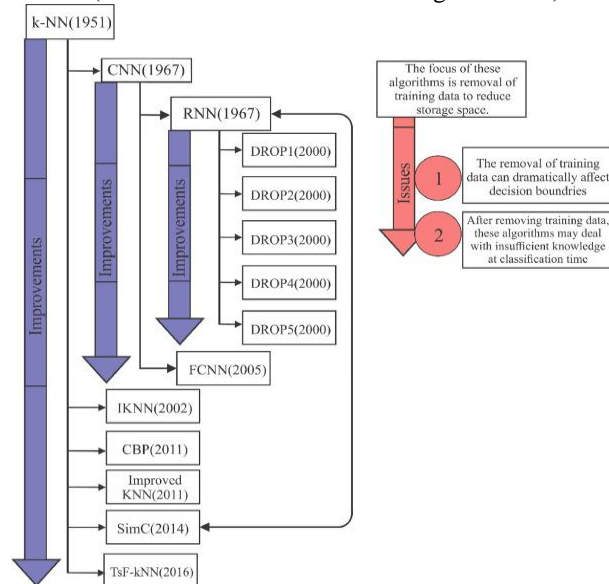 k-NN(1951)
CNN(1967)
RNN(1967)
DROP1(2000)
DROP2(2000)
DROP3(2000)
DROP4(2000)
DROP5(2000)
FCNN(2005)
IKNN(2002)
CBP(2011)
Improved
KNN(2011)
SimC(2014)
TsF-kNN(2016)
Improvements
Improvements
Improvements
The focus of these
algorithms is removal of
training data to reduce
storage space.
Issues
1
The removal of training
data can dramatically affect
decision boundries
2
After removing training data,
these algorithms may deal
with insufficient knowledge
at classification time